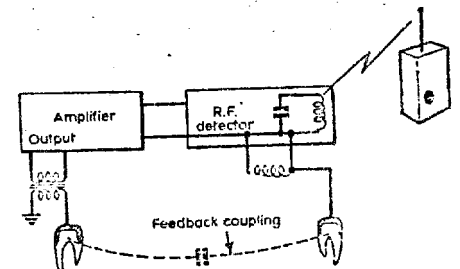 Amplifier
Output
R.F.
detector
Feedback coupling